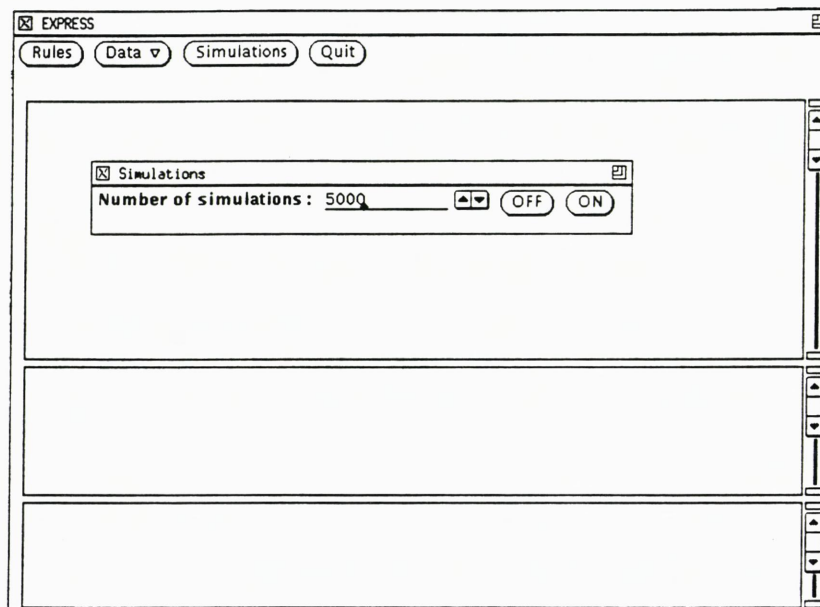 EXPRESS
Rules Data Simulations Quit
Simulations
Number of simulations : 5000 OFF ON